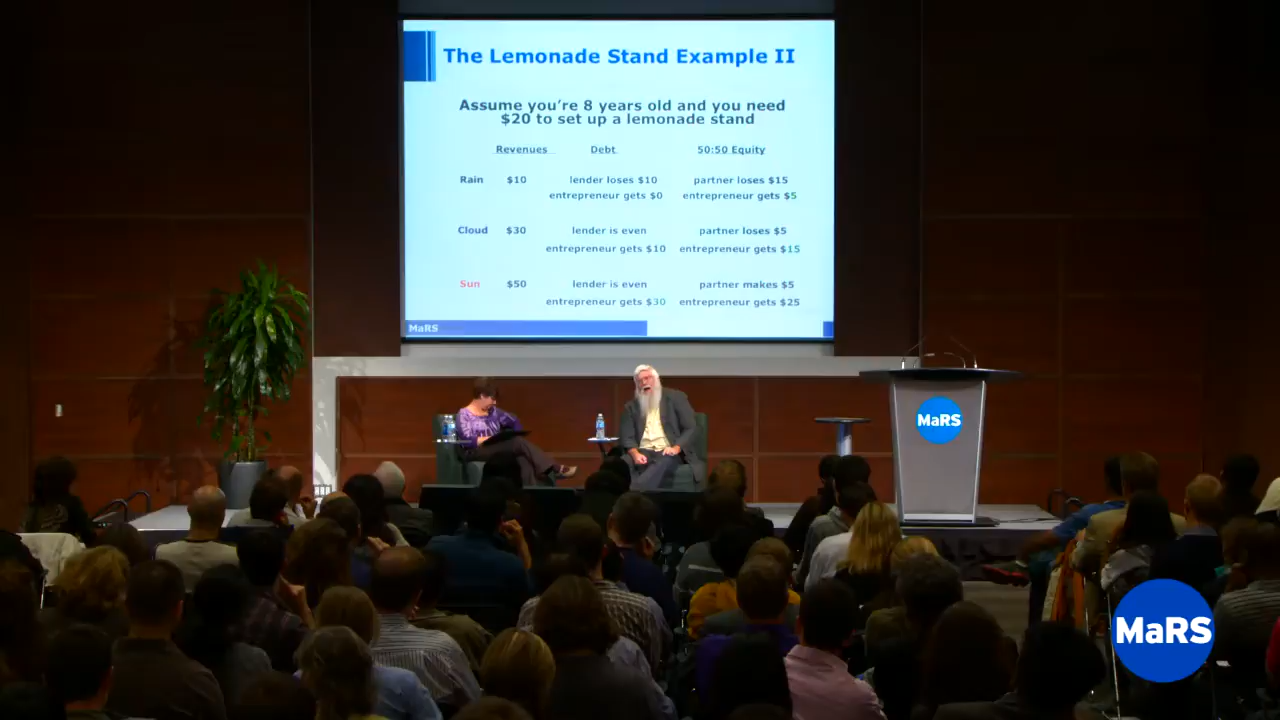 The Lemonade Stand Example II
Assume you're 8 years old and you need
$20 to set up a lemonade stand
Revenues Debt 50:50 Equity
Rain $10 lender loses $10 partner loses $15
entrepreneur gets $0 entrepreneur gets $5
Cloud $30 lender is even partner loses $5
entrepreneur gets $10 entrepreneur gets $15
Sun $50 lender is even partner makes $5
entrepreneur gets $30 entrepreneur gets $25
MaRS
MaRS
MaRS